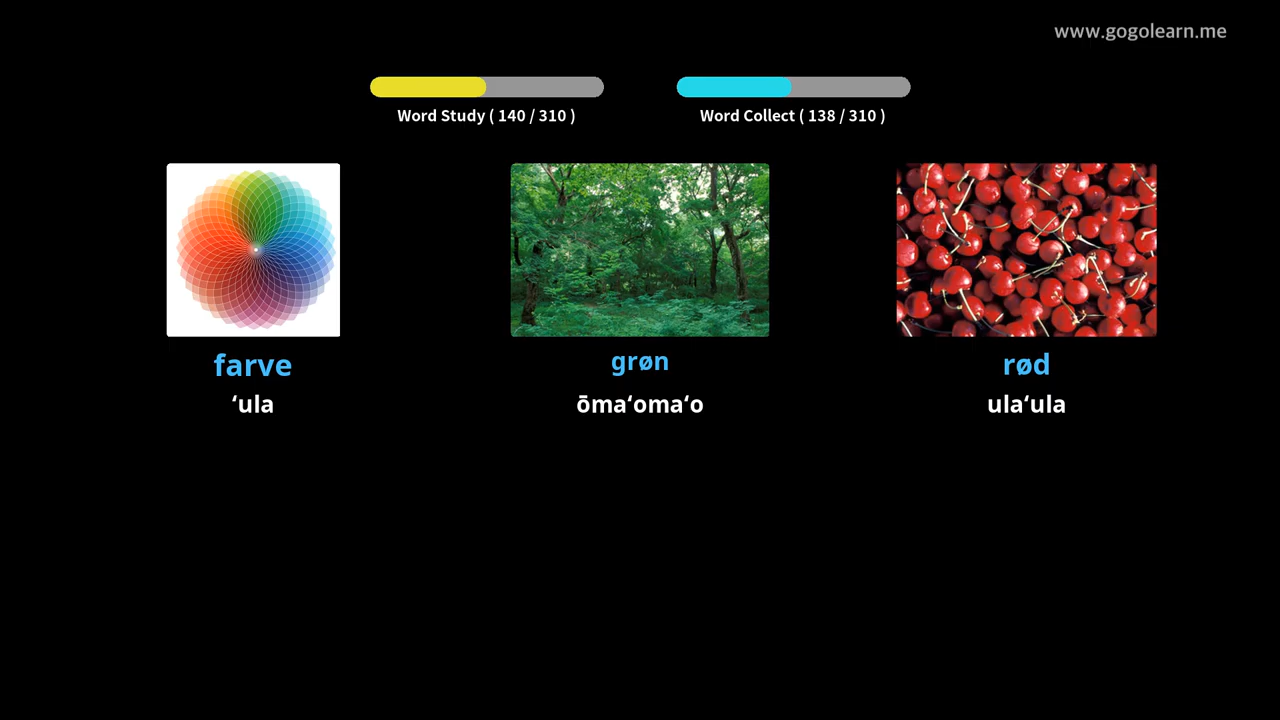 www.gogolearn.me
Word Study ( 140 / 310 )
Word Collect ( 138 / 310 )
farve
grøn
rød
ʻula
ōmaʻomaʻo
ulaʻula